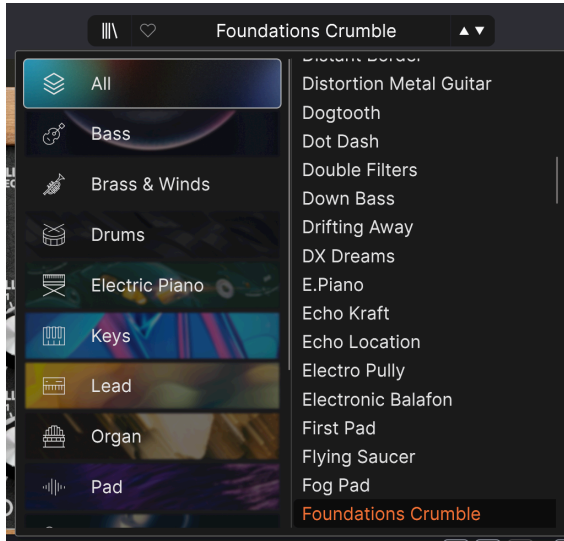 Foundations Crumble
All
Bass
Brass & Winds
Drums
Electric Piano
Keys
Lead
Organ
Pad
Distant Border
Distortion Metal Guitar
Dogtooth
Dot Dash
Double Filters
Down Bass
Drifting Away
DX Dreams
E.Piano
Echo Kraft
Echo Location
Electro Pully
Electronic Balafon
First Pad
Flying Saucer
Fog Pad
Foundations Crumble